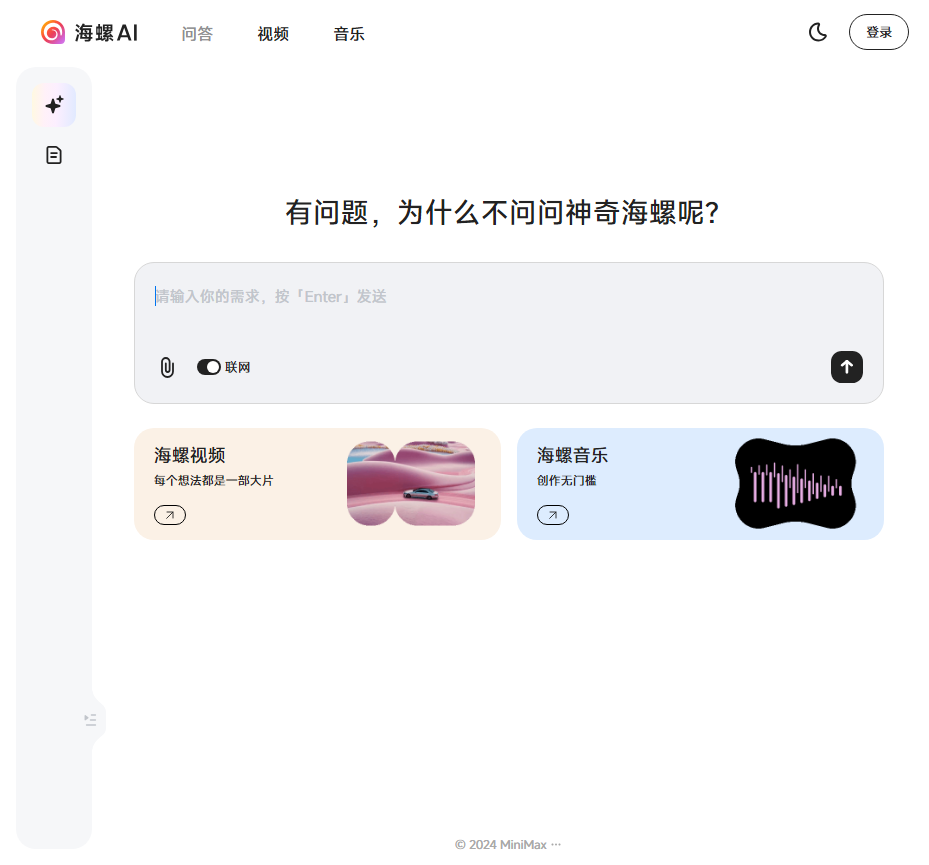 海螺AI
问答
视频
音乐
登录
有问题，为什么不问问神奇海螺呢?
请输入你的需求，按「Enter」发送
联网
海螺视频
每个想法都是一部大片
海螺音乐
创作无门槛
© 2024 MiniMax ···